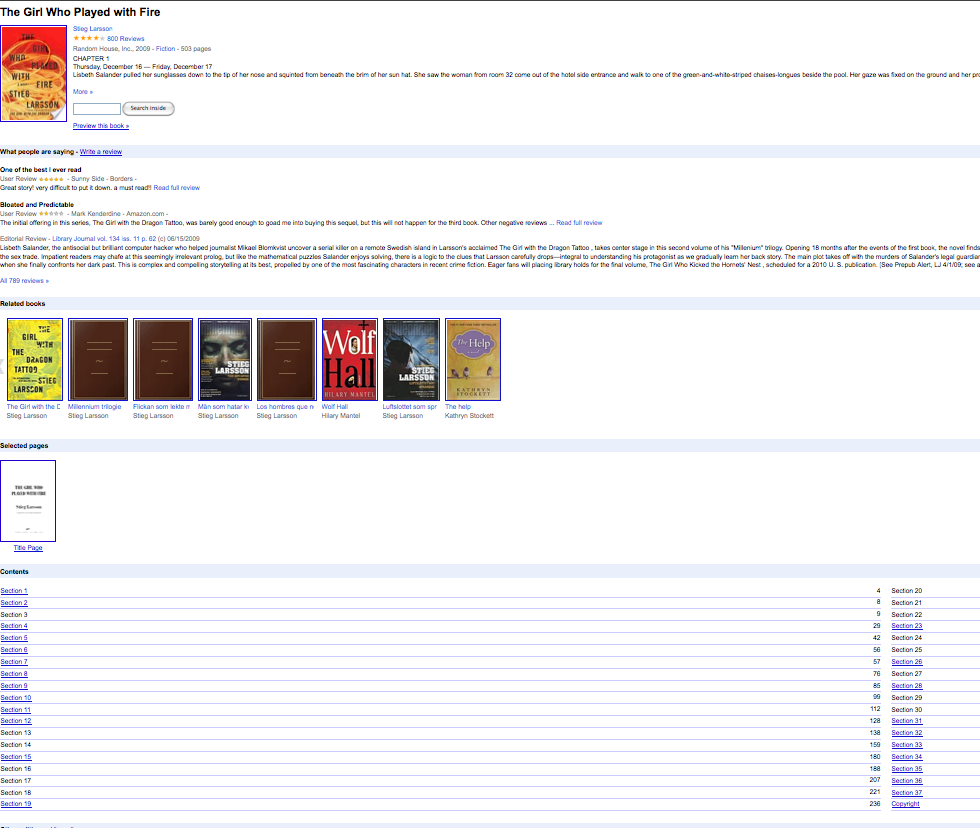 The Girl Who Played with Fire
THE GIRL WHO PLAYED WITH FIRE STIEG LARSSON
Stieg Larsson
800 Reviews
Random House, Inc., 2009 - Fiction - 503 pages
CHAPTER 1
Thursday, December 16 — Friday, December 17
Lisbeth Salander pulled her sunglasses down to the tip of her nose and squinted from beneath the brim of her sun hat. She saw the woman from room 32 come out of the hotel side entrance and walk to one of the green-and-white-striped chaises-longues beside the pool. Her gaze was fixed on the ground and her pro
More »
Search inside
Preview this book »
What people are saying - Write a review
One of the best I ever read
User Review - Sunny Side - Borders -
Great story! very difficult to put it down. a must read!! Read full review
Bloated and Predictable
User Review - Mark Kenderdine - Amazon.com -
The initial offering in this series, The Girl with the Dragon Tattoo, was barely good enough to goad me into buying this sequel, but this will not happen for the third book. Other negative reviews ... Read full review
Editorial Review - Library Journal vol. 134 iss. 11 p. 62 (c) 06/15/2009
Lisbeth Salander, the antisocial but brilliant computer hacker who helped journalist Mikael Blomkvist uncover a serial killer on a remote Swedish island in Larsson's acclaimed The Girl with the Dragon Tattoo , takes center stage in this second volume of his "Millenium" trilogy. Opening 18 months after the events of the first book, the novel finds
the sex trade. Impatient readers may chafe at this seemingly irrelevant prolog, but like the mathematical puzzles Salander enjoys solving, there is a logic to the clues that Larsson carefully drops—integral to understanding his protagonist as we gradually learn her back story. The main plot takes off with the murders of Salander's legal guardian
when she finally confronts her dark past. This is complex and compelling storytelling at its best, propelled by one of the most fascinating characters in recent crime fiction. Eager fans will placing library holds for the final volume, The Girl Who Kicked the Hornets' Nest , scheduled for a 2010 U. S. publication. [See Prepub Alert, LJ 4/1/09; see a
All 789 reviews »
Related books
THE GIRL WITH THE DRAGON TATTOO STIEG LARSSON
STIEG LARSSON
Wolf Hall HILARY MANTEL
STIEG LARSSON
The Help KATHRYN STOCKETT
The Girl with the D
Millennium trilogie
Flickan som lekte m
Män som hatar kv
Los hombres que n
Wolf Hall
Luftslottet som spr
The help
Stieg Larsson
Stieg Larsson
Stieg Larsson
Stieg Larsson
Stieg Larsson
Hilary Mantel
Stieg Larsson
Kathryn Stockett
Selected pages
THE GIRL WHO
PLAYED WITH FIRE
Stieg Larsson
Title Page
Contents
Section 1 4 Section 20
Section 2 8 Section 21
Section 3 9 Section 22
Section 4 29 Section 23
Section 5 42 Section 24
Section 6 56 Section 25
Section 7 57 Section 26
Section 8 76 Section 27
Section 9 85 Section 28
Section 10 99 Section 29
Section 11 112 Section 30
Section 12 128 Section 31
Section 13 138 Section 32
Section 14 159 Section 33
Section 15 180 Section 34
Section 16 188 Section 35
Section 17 207 Section 36
Section 18 221 Section 37
Section 19 236 Copyright